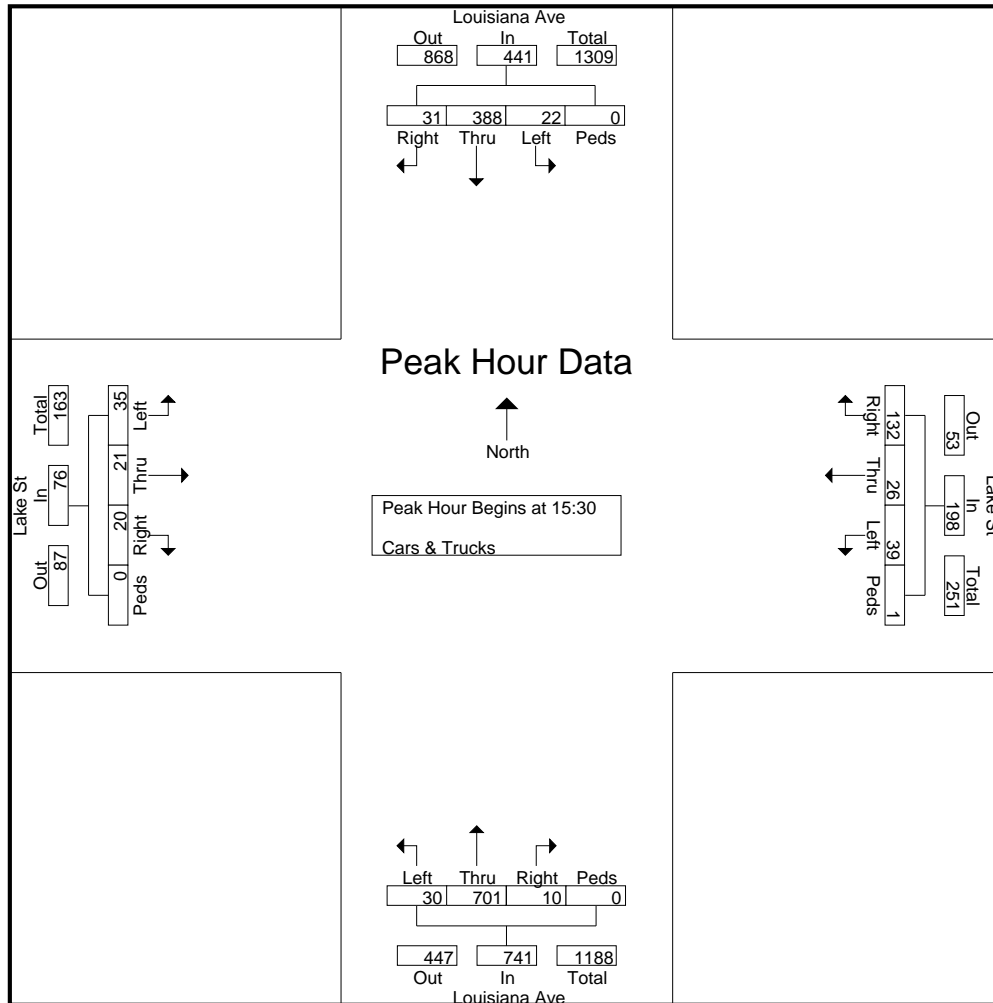 Louisiana Ave
Out In Total
868 441 1309
31 388 22 0
Right Thru Left Peds
Peak Hour Data
North
Peak Hour Begins at 15:30
Cars & Trucks
Lake St
Total In Out
163 76 87
35 21 20 0
Left Thru Right Peds
Right Thru Left Peds
132 26 39 1
Out In Total
53 198 251
Lake St
Left Thru Right Peds
30 701 10 0
447 741 1188
Out In Total
Louisiana Ave